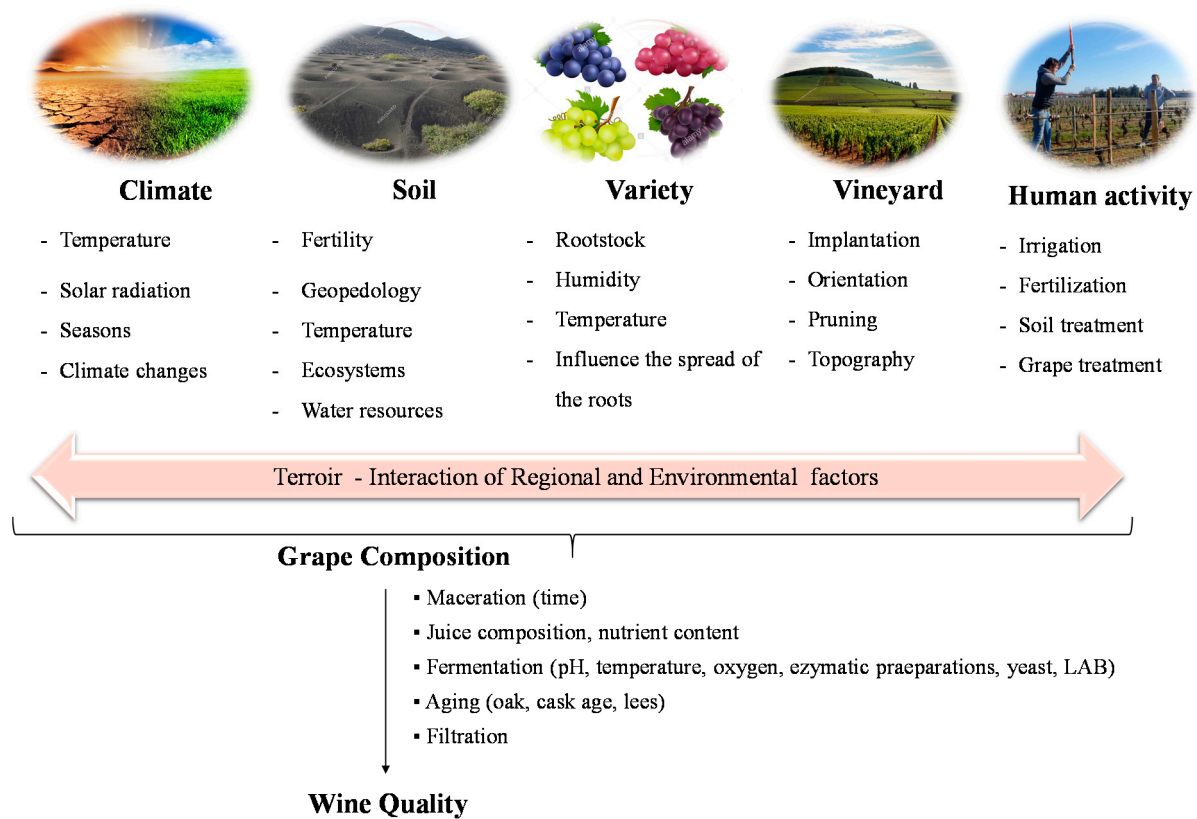 Climate
- Temperature
- Solar radiation
- Seasons
- Climate changes
Soil
- Fertility
- Geopedology
- Temperature
- Ecosystems
- Water resources
Variety
- Rootstock
- Humidity
- Temperature
- Influence the spread of
the roots
Vineyard
- Implantation
- Orientation
- Pruning
- Topography
Human activity
- Irrigation
- Fertilization
- Soil treatment
- Grape treatment
Terroir - Interaction of Regional and Environmental factors
Grape Composition
▪ Maceration (time)
▪ Juice composition, nutrient content
▪ Fermentation (pH, temperature, oxygen, ezymatic praeparations, yeast, LAB)
▪ Aging (oak, cask age, lees)
▪ Filtration
Wine Quality